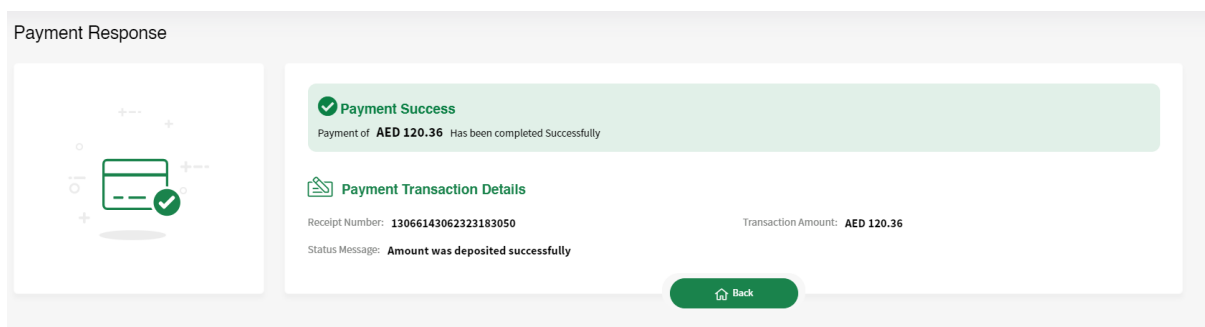 Payment Response
Payment Success
Payment of AED 120.36 Has been completed Successfully
Payment Transaction Details
Receipt Number: 13066143062323183050
Transaction Amount: AED 120.36
Status Message: Amount was deposited successfully
Back